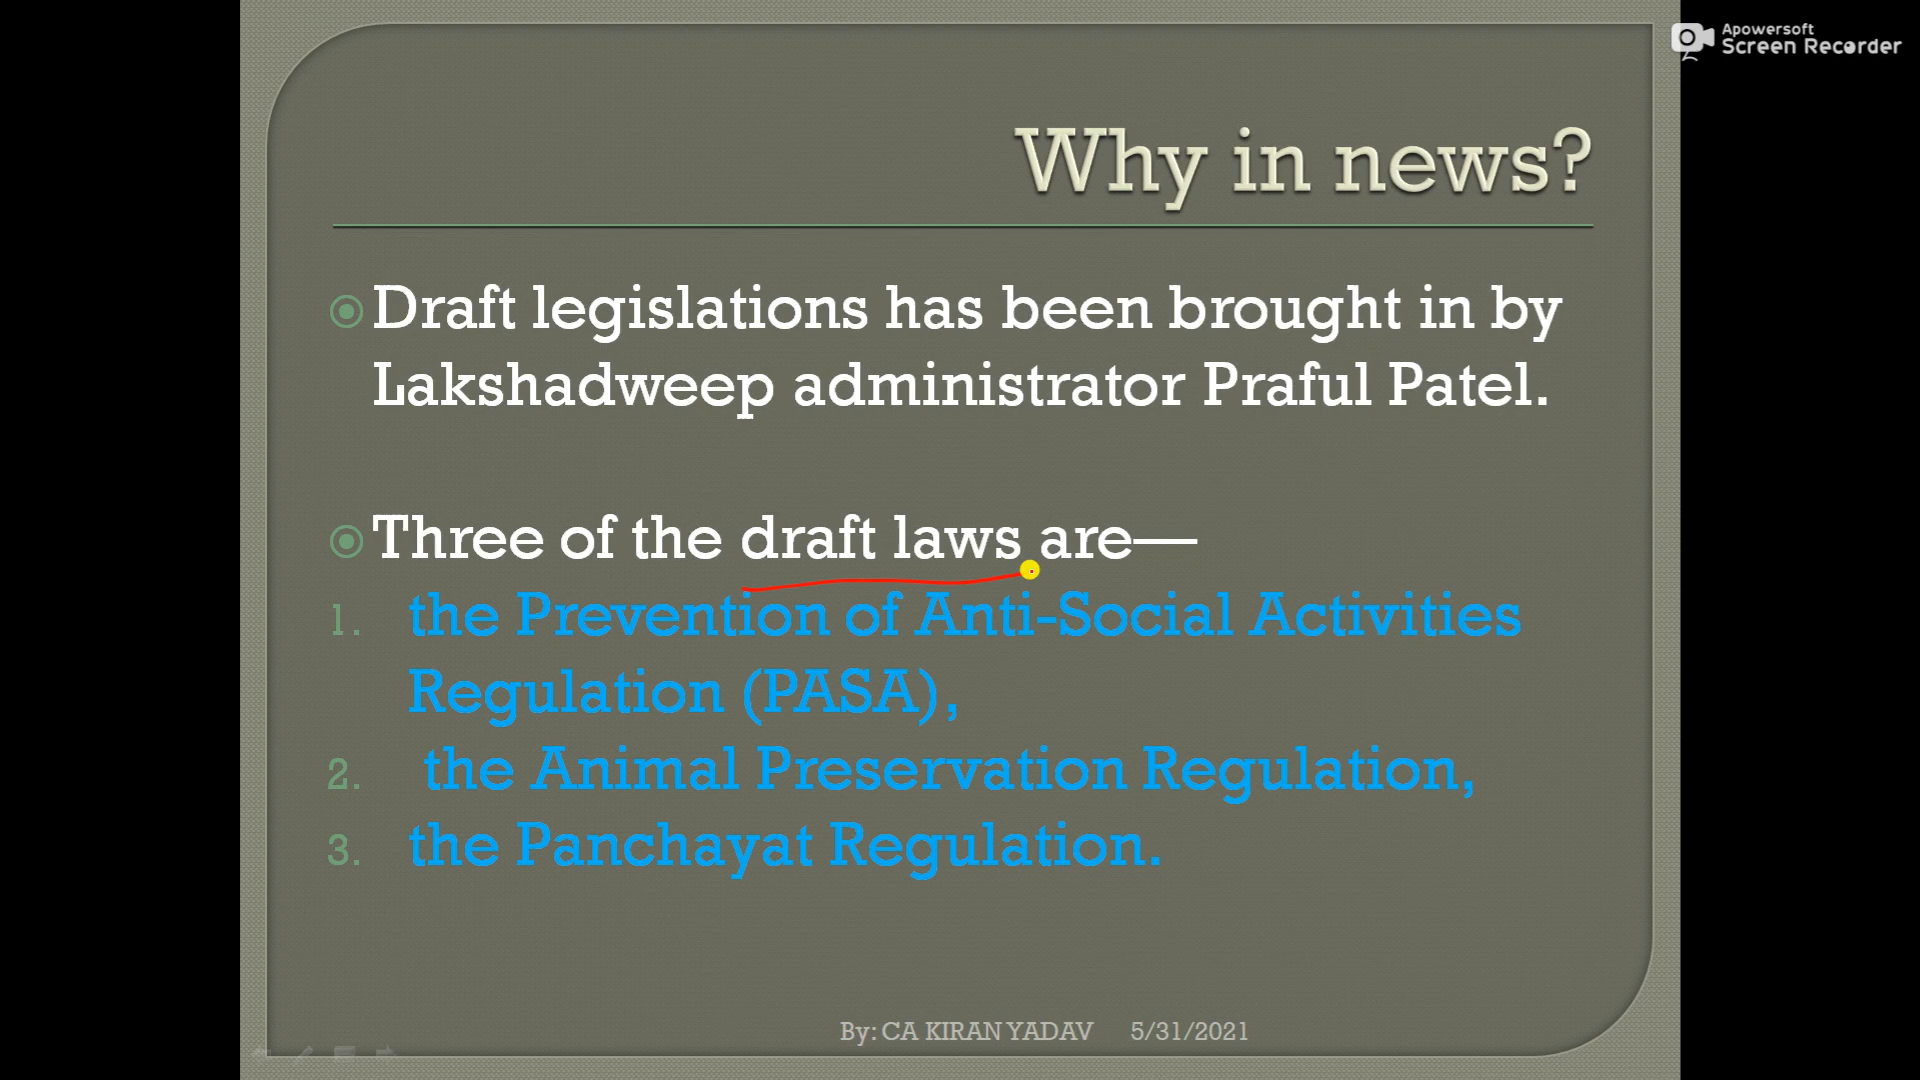 Apowersoft
Screen Recorder
Why in news?
Draft legislations has been brought in by
Lakshadweep administrator Praful Patel.
Three of the draft laws are—
1. the Prevention of Anti-Social Activities
Regulation (PASA),
2. the Animal Preservation Regulation,
3. the Panchayat Regulation.
By: CA KIRAN YADAV 5/31/2021